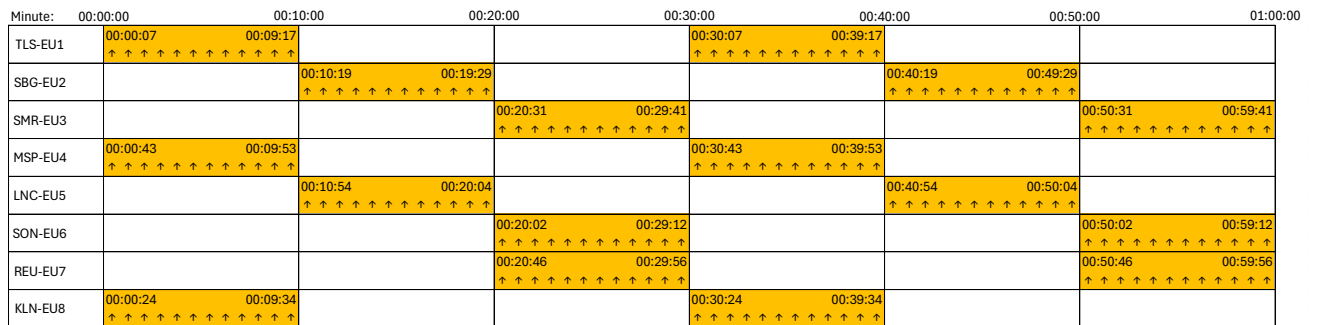 Minute: 00:00:00 00:10:00 00:20:00 00:30:00 00:40:00 00:50:00 01:00:00
TLS-EU1 00:00:07 00:09:17 00:30:07 00:39:17
↑ ↑ ↑ ↑ ↑ ↑ ↑ ↑ ↑ ↑ ↑ ↑ ↑ ↑ ↑ ↑ ↑ ↑ ↑ ↑ ↑ ↑ ↑ ↑
SBG-EU2 00:10:19 00:19:29 00:40:19 00:49:29
↑ ↑ ↑ ↑ ↑ ↑ ↑ ↑ ↑ ↑ ↑ ↑ ↑ ↑ ↑ ↑ ↑ ↑ ↑ ↑ ↑ ↑ ↑ ↑
SMR-EU3 00:20:31 00:29:41 00:50:31 00:59:41
↑ ↑ ↑ ↑ ↑ ↑ ↑ ↑ ↑ ↑ ↑ ↑ ↑ ↑ ↑ ↑ ↑ ↑ ↑ ↑ ↑ ↑ ↑ ↑
MSP-EU4 00:00:43 00:09:53 00:30:43 00:39:53
↑ ↑ ↑ ↑ ↑ ↑ ↑ ↑ ↑ ↑ ↑ ↑ ↑ ↑ ↑ ↑ ↑ ↑ ↑ ↑ ↑ ↑ ↑ ↑
LNC-EU5 00:10:54 00:20:04 00:40:54 00:50:04
↑ ↑ ↑ ↑ ↑ ↑ ↑ ↑ ↑ ↑ ↑ ↑ ↑ ↑ ↑ ↑ ↑ ↑ ↑ ↑ ↑ ↑ ↑ ↑
SON-EU6 00:20:02 00:29:12 00:50:02 00:59:12
↑ ↑ ↑ ↑ ↑ ↑ ↑ ↑ ↑ ↑ ↑ ↑ ↑ ↑ ↑ ↑ ↑ ↑ ↑ ↑ ↑ ↑ ↑ ↑
REU-EU7 00:20:46 00:29:56 00:50:46 00:59:56
↑ ↑ ↑ ↑ ↑ ↑ ↑ ↑ ↑ ↑ ↑ ↑ ↑ ↑ ↑ ↑ ↑ ↑ ↑ ↑ ↑ ↑ ↑ ↑
KLN-EU8 00:00:24 00:09:34 00:30:24 00:39:34
↑ ↑ ↑ ↑ ↑ ↑ ↑ ↑ ↑ ↑ ↑ ↑ ↑ ↑ ↑ ↑ ↑ ↑ ↑ ↑ ↑ ↑ ↑ ↑